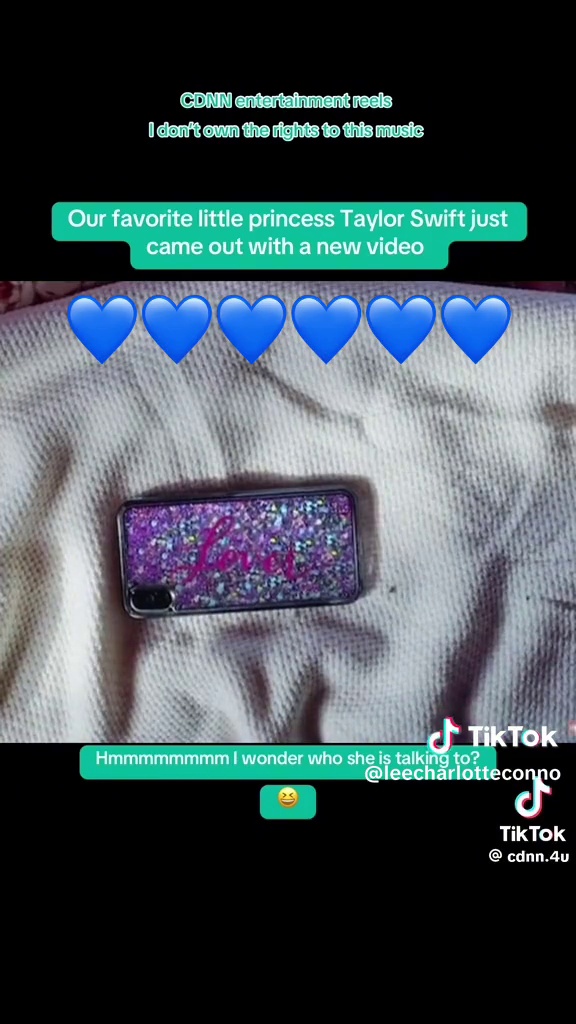 CDNN entertainment reels
I don't own the rights to this music
Our favorite little princess Taylor Swift just
came out with a new video
Lover
TikTok
Hmmmmmmmm I wonder who she is talking to?
@leecharlotteconno
TikTok
@ cdnn.4u